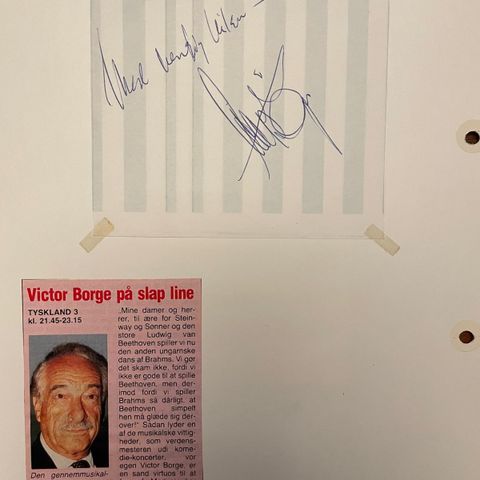 Med venlig hilsen
Victor Borge på slap line
TYSKLAND 3
kl. 21.45-23.15
„Mine damer og her-
rer, til ære for Stein-
way og Sønner og den
store Ludwig van
Beethoven spiller vi nu
den anden ungarnske
dans af Brahms. Vi gør
det skam ikke, fordi vi
ikke er gode til at spille
Beethoven, men der-
imod fordi vi spiller
Brahms så dårligt, at
Beethoven simpelt
hen må glæde sig der-
over!" Sådan lyder en
af de musikalske vittig-
heder, som verdens-
mesteren udi kome-
die-concerter, vor
egen Victor Borge, er
en sand virtuos til at
Den gennemmusikal-